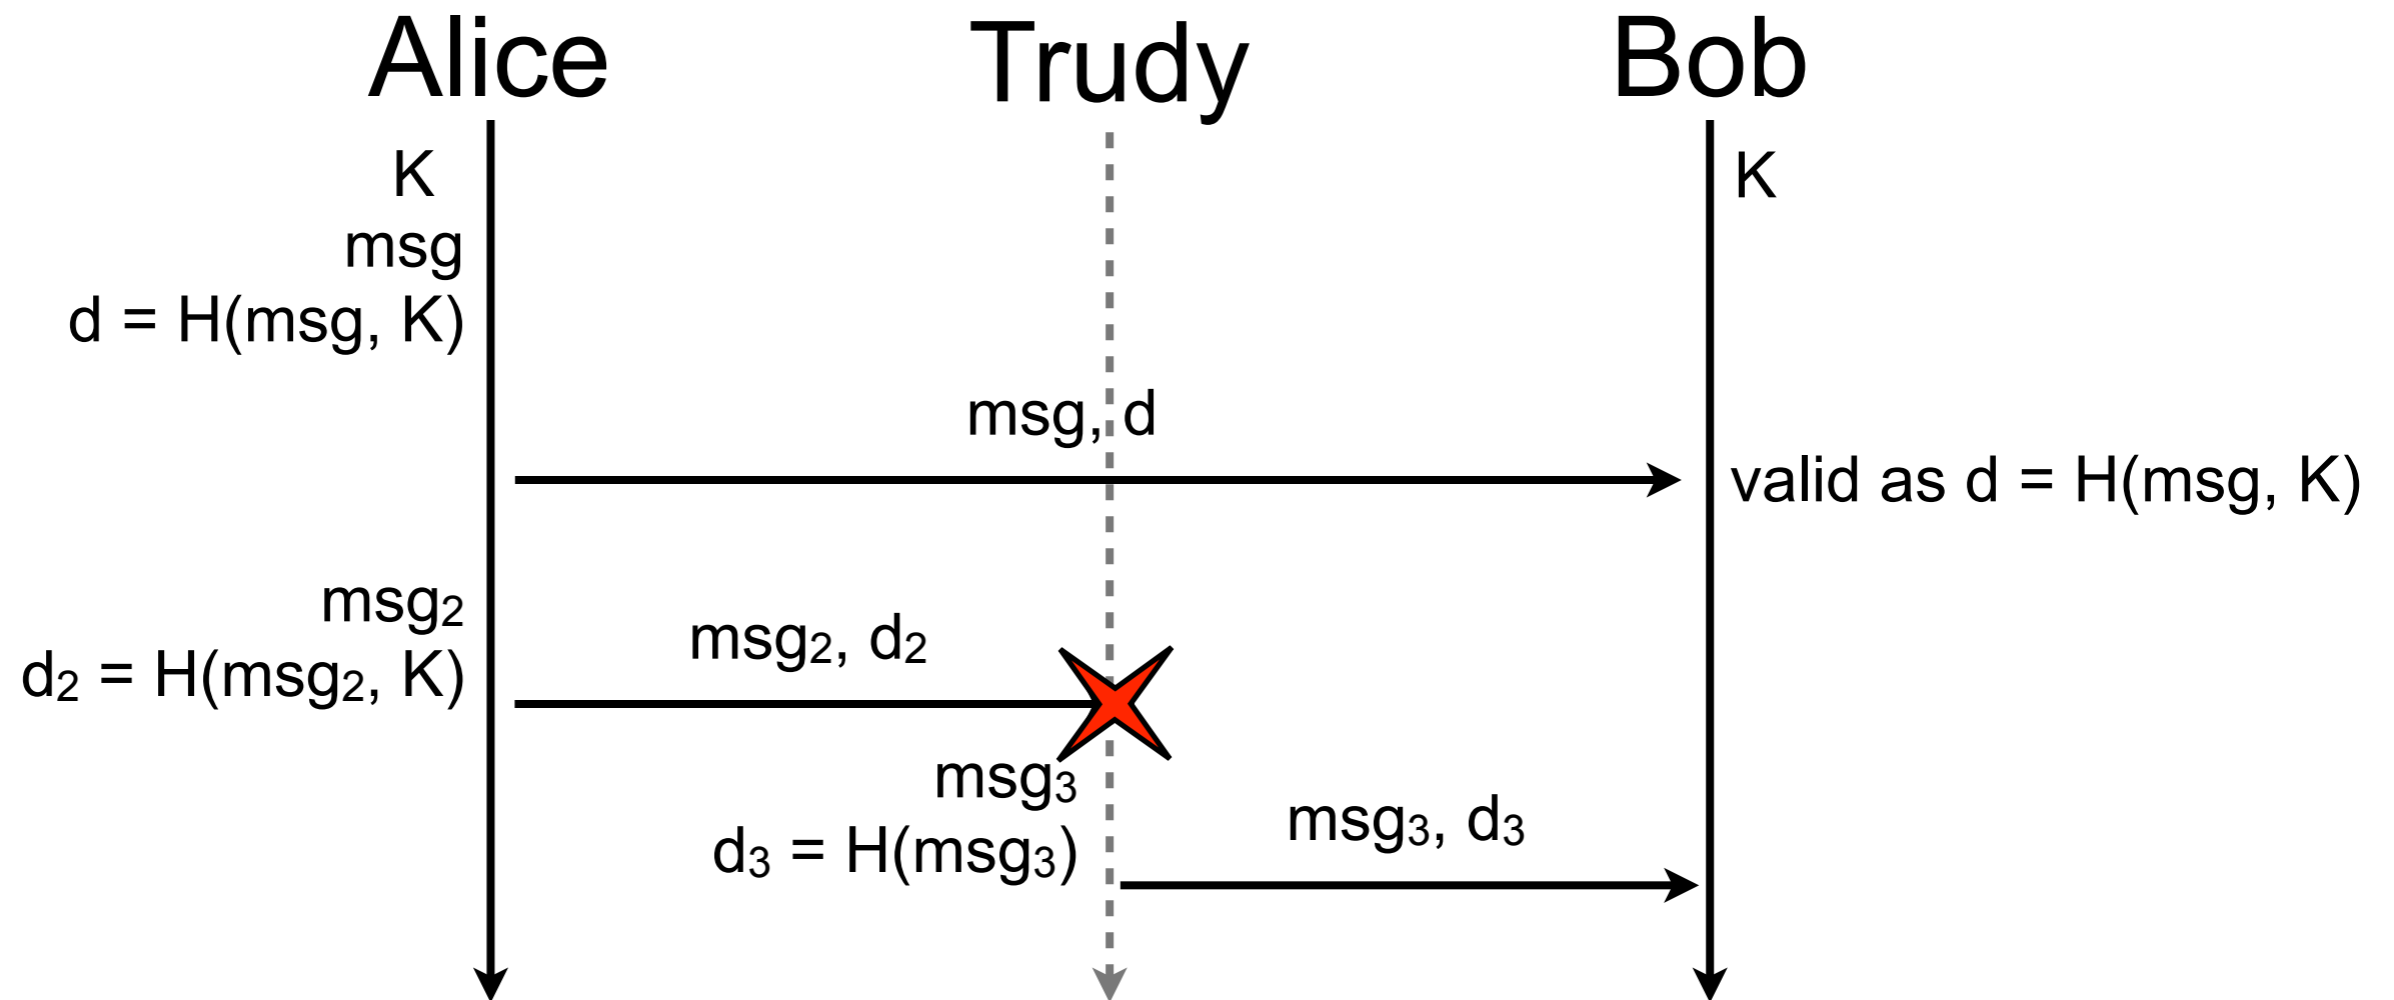 Alice Trudy Bob
K K
msg
d = H(msg, K)
msg, d
valid as d = H(msg, K)
msg₂
msg₂, d₂
d₂ = H(msg₂, K)
msg₃
msg₃, d₃
d₃ = H(msg₃)